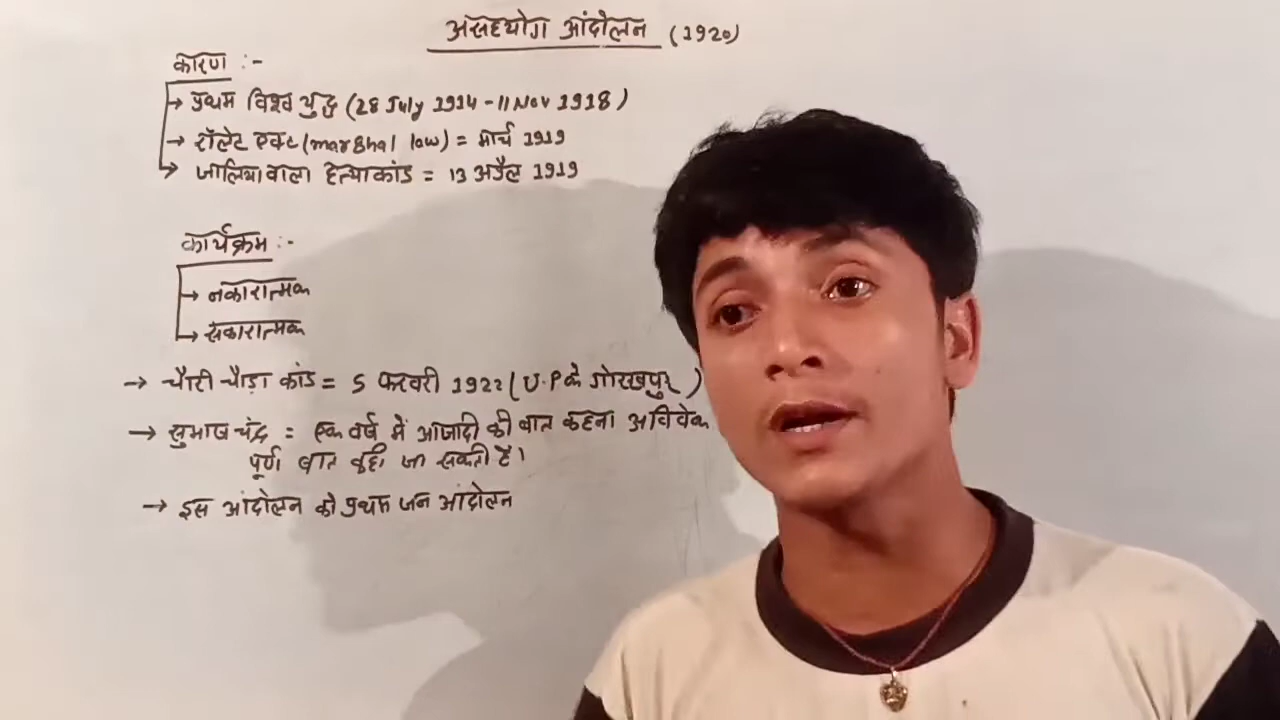 असहयोग आंदोलन (1920)
कारण :-
→ प्रथम विश्व युद्ध (28 July 1914 - 11 Nov 1918)
→ रॉलेट एक्ट (marshal low) = मार्च 1919
→ जालियावाला हत्याकांड = 13 अप्रैल 1919
कार्यक्रम :-
→ नकारात्मक
→ सकारात्मक
→ चौरी चौड़ा कांड = 5 फरवरी 1922 (U.P के गोरखपुर)
→ सुभाष चंद्र = एक वर्ष में आजादी की बात कहना अविवेक
पूर्ण बात कही जा सकती है।
→ इस आंदोलन को प्रथम जन आंदोलन